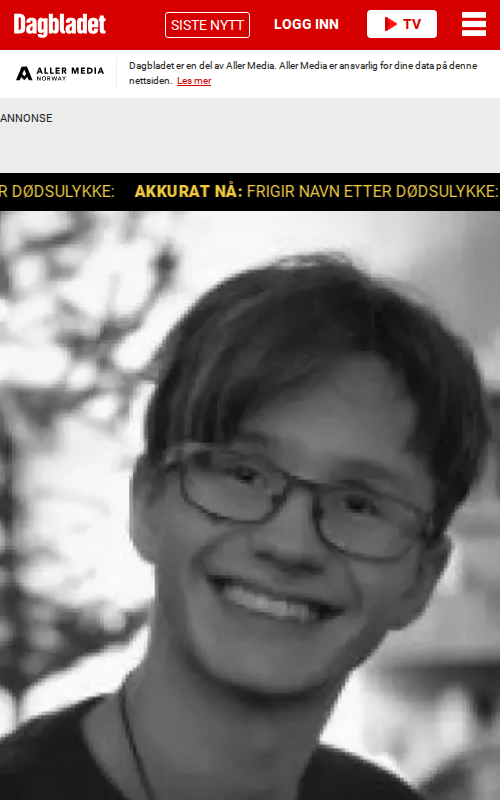 Dagbladet SISTE NYTT LOGG INN TV
ALLER MEDIA
NORWAY
Dagbladet er en del av Aller Media. Aller Media er ansvarlig for dine data på denne
nettsiden. Les mer
ANNONSE
R DØDSULYKKE: AKKURAT NÅ: FRIGIR NAVN ETTER DØDSULYKKE: